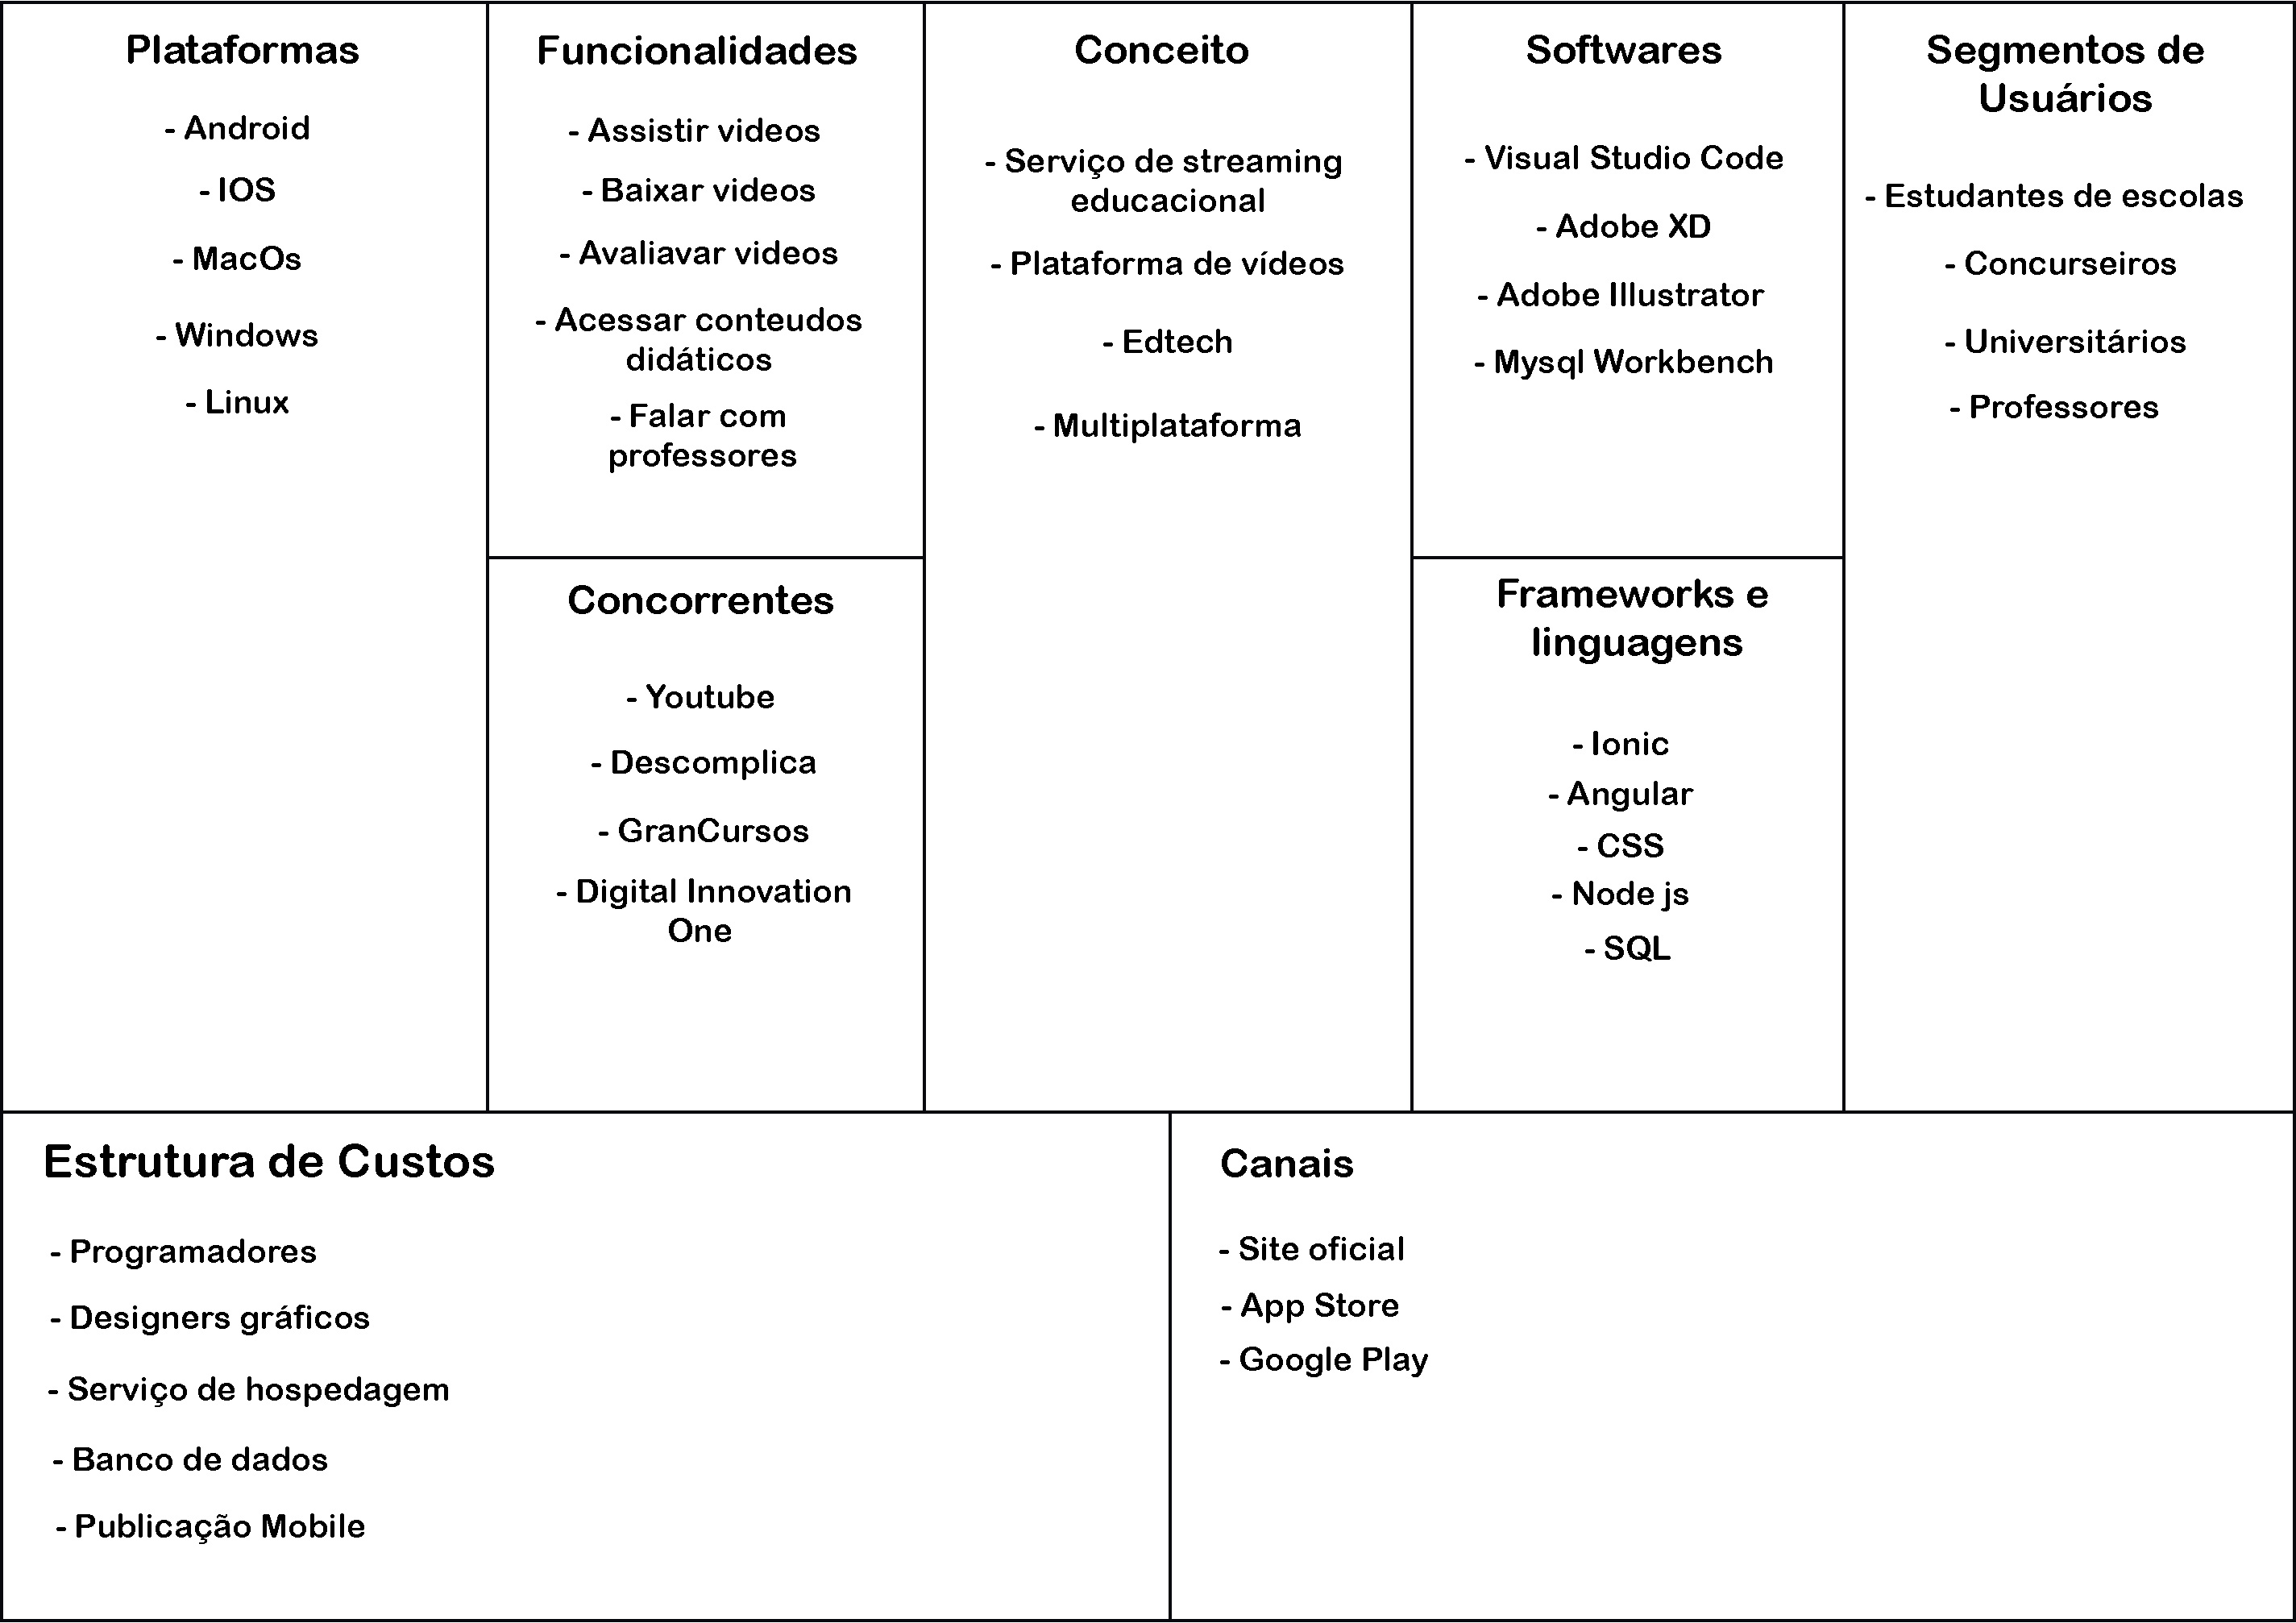 Plataformas
- Android
- IOS
- MacOs
- Windows
- Linux
Funcionalidades
- Assistir videos
- Baixar videos
- Avaliavar videos
- Acessar conteudos
didáticos
- Falar com
professores
Concorrentes
- Youtube
- Descomplica
- GranCursos
- Digital Innovation
One
Conceito
- Serviço de streaming
educacional
- Plataforma de vídeos
- Edtech
- Multiplataforma
Softwares
- Visual Studio Code
- Adobe XD
- Adobe Illustrator
- Mysql Workbench
Frameworks e
linguagens
- Ionic
- Angular
- CSS
- Node js
- SQL
Segmentos de
Usuários
- Estudantes de escolas
- Concurseiros
- Universitários
- Professores
Estrutura de Custos
- Programadores
- Designers gráficos
- Serviço de hospedagem
- Banco de dados
- Publicação Mobile
Canais
- Site oficial
- App Store
- Google Play